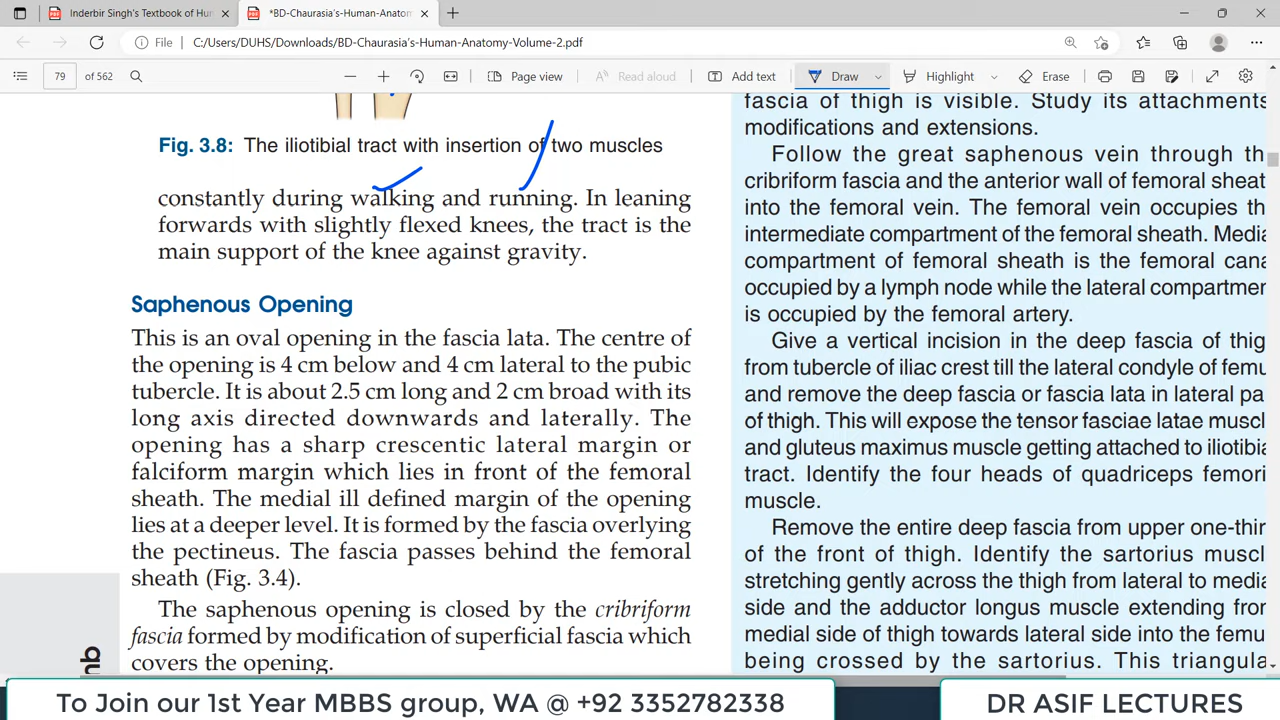 Inderbir Singh's Textbook of Hu
*BD-Chaurasia's-Human-Anatom
File
C:/Users/DUHS/Downloads/BD-Chaurasia's-Human-Anatomy-Volume-2.pdf
79 of 562
Page view
Read aloud
Add text
Draw
Highlight
Erase
Fig. 3.8: The iliotibial tract with insertion of two muscles
constantly during walking and running. In leaning
forwards with slightly flexed knees, the tract is the
main support of the knee against gravity.
Saphenous Opening
This is an oval opening in the fascia lata. The centre of
the opening is 4 cm below and 4 cm lateral to the pubic
tubercle. It is about 2.5 cm long and 2 cm broad with its
long axis directed downwards and laterally. The
opening has a sharp crescentic lateral margin or
falciform margin which lies in front of the femoral
sheath. The medial ill defined margin of the opening
lies at a deeper level. It is formed by the fascia overlying
the pectineus. The fascia passes behind the femoral
sheath (Fig. 3.4).
The saphenous opening is closed by the cribriform
fascia formed by modification of superficial fascia which
covers the opening.
mb
fascia of thigh is visible. Study its attachments
modifications and extensions.
Follow the great saphenous vein through th
cribriform fascia and the anterior wall of femoral sheat
into the femoral vein. The femoral vein occupies th
intermediate compartment of the femoral sheath. Media
compartment of femoral sheath is the femoral cana
occupied by a lymph node while the lateral compartmen
is occupied by the femoral artery.
Give a vertical incision in the deep fascia of thig
from tubercle of iliac crest till the lateral condyle of femu
and remove the deep fascia or fascia lata in lateral pa
of thigh. This will expose the tensor fasciae latae muscl
and gluteus maximus muscle getting attached to iliotibia
tract. Identify the four heads of quadriceps femori
muscle.
Remove the entire deep fascia from upper one-thir
of the front of thigh. Identify the sartorius muscl
stretching gently across the thigh from lateral to media
side and the adductor longus muscle extending from
medial side of thigh towards lateral side into the femu
being crossed by the sartorius. This triangula
To Join our 1st Year MBBS group, WA @ +92 3352782338
DR ASIF LECTURES